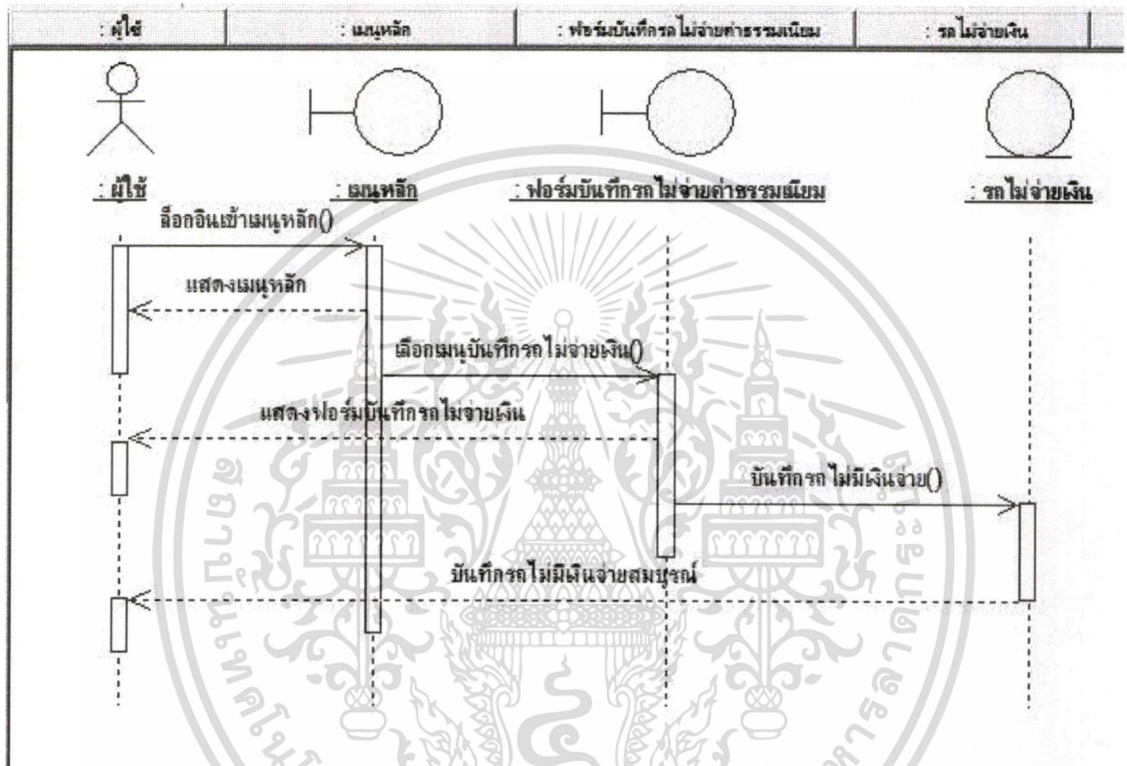 : ผู้ใช้ : เมนูหลัก : ฟอร์มบันทึกรถไม่จ่ายค่าธรรมเนียม : รถไม่จ่ายเงิน
: ผู้ใช้ : เมนูหลัก : ฟอร์มบันทึกรถไม่จ่ายค่าธรรมเนียม : รถไม่จ่ายเงิน
ล็อกอินเข้าเมนูหลัก()
แสดงเมนูหลัก
เลือกเมนูบันทึกรถไม่จ่ายเงิน()
แสดงฟอร์มบันทึกรถไม่จ่ายเงิน
บันทึกรถไม่มีเงินจ่าย()
บันทึกรถไม่มีเงินจ่ายสมบูรณ์